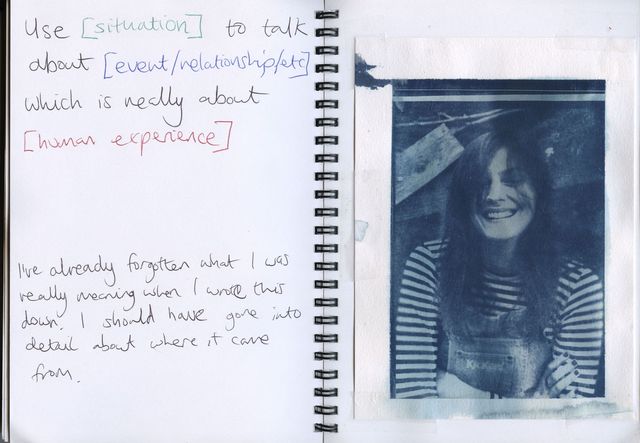 Use [situation] to talk
about [event/relationship/etc]
which is really about
[human experience]
I've already forgotten what I was
really meaning when I wrote this
down. I should have gone into
detail about where it came
from.